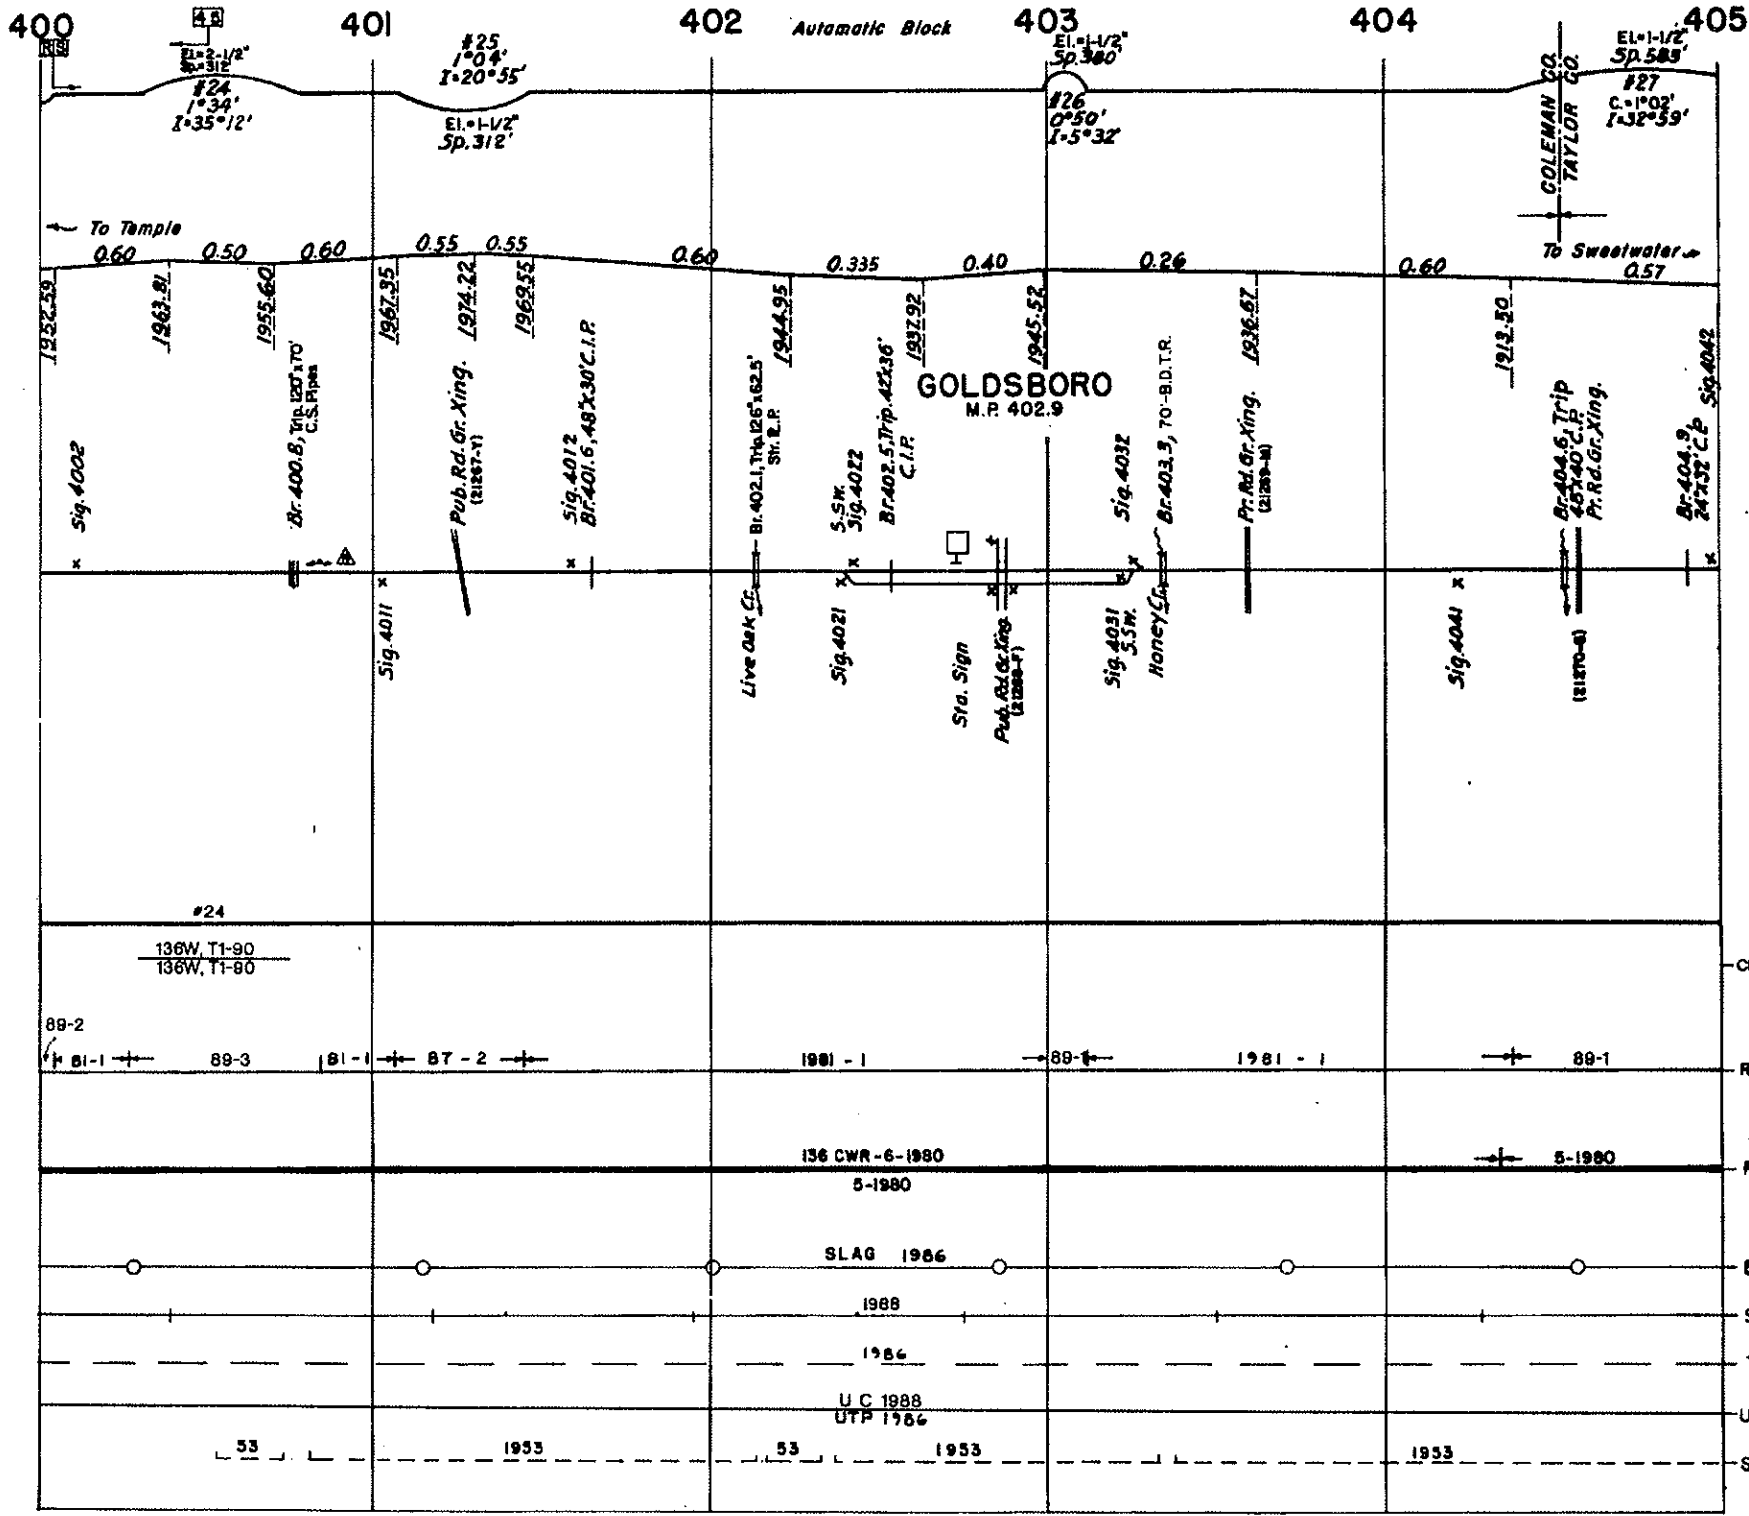 400
401
402
Automatic Block
403
404
405
46
RS
El.=2-1/2"
Sp.=312'
#24
1°34'
I=35°12'
#25
1°04'
I=20°55'
El.=1-1/2"
Sp. 312'
El.=1-1/2"
Sp. 380'
#26
0°50'
I=5°32'
COLEMAN CO.
TAYLOR CO.
El.=1-1/2"
Sp. 583'
#27
C.=1°02'
I=32°59'
To Temple
To Sweetwater
0.60
0.50
0.60
0.55
0.55
0.60
0.335
0.40
0.26
0.60
0.57
1952.59
1963.81
1955.60
1967.35
1974.22
1969.55
1944.95
1937.92
1945.52
1936.67
1913.50
GOLDSBORO
M.P. 402.9
Sig. 4002
Br. 400.8, Trip. 120" x 70'
C.S. Pipes
Pub. Rd. Gr. Xing.
(21267-Y)
Sig. 4012
Br. 401.6, 48"X30' C.I.P.
Br. 402.1, Trip. 126" x 62.5'
Str. R.P.
S.SW.
Sig. 4022
Br. 402.5, Trip. 42"x36'
C.I.P.
Sig. 4032
Br. 403.3, 70'-B.D.T.R.
Pr. Rd. Gr. Xing.
(21269-M)
Br. 404.6, Trip
48"X40' C.P.
Pr. Rd. Gr. Xing.
Br. 404.9,
24"X32' C.P.
Sig. 4042
Sig. 4011
Live Oak Cr.
Sig. 4021
Sta. Sign
Pub. Rd. Gr. Xing.
(21268-F)
Sig. 4031
S.SW.
Honey Cr.
Sig. 4041
(21270-G)
#24
136W, T1-90
136W, T1-90
89-2
81-1
89-3
81-1
87-2
1981-1
89-1
1981-1
89-1
R
136 CWR-6-1980
5-1980
5-1980
SLAG 1986
1988
1986
U C 1988
UTP 1986
U
53
1953
53
1953
1953
S